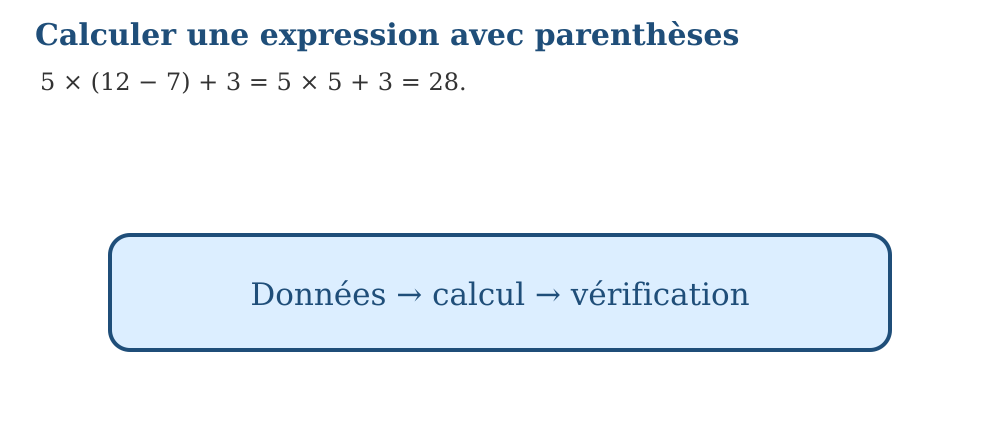 Calculer une expression avec parenthèses
5 × (12 − 7) + 3 = 5 × 5 + 3 = 28.
Données → calcul → vérification